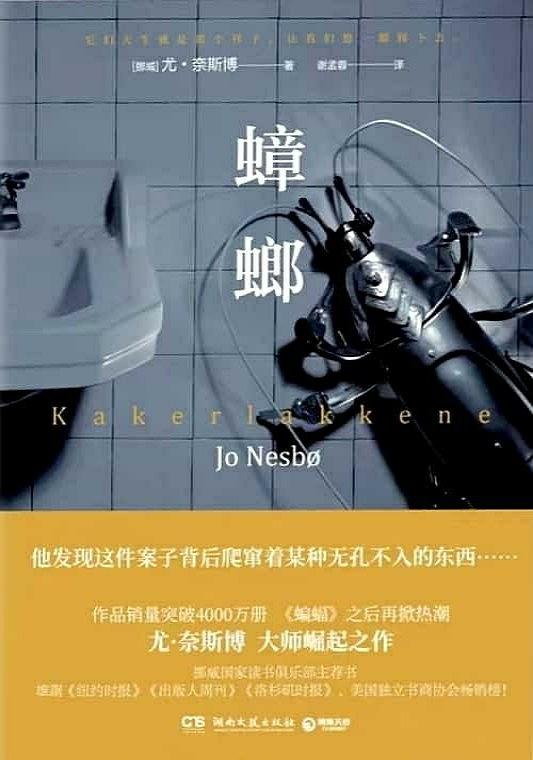 它们天生就是那个样子，让我们想一脚踩下去。
[挪威] 尤·奈斯博——著 谢孟蓉——译
蟑
螂
Kakerlakkene
Jo Nesbø
他发现这件案子背后爬窜着某种无孔不入的东西……
作品销量突破4000万册 《蝙蝠》之后再掀热潮
尤·奈斯博 大师崛起之作
挪威国家读书俱乐部主荐书
雄踞《纽约时报》《出版人周刊》《洛杉矶时报》、美国独立书商协会畅销榜！
湖南文艺出版社 博集天卷